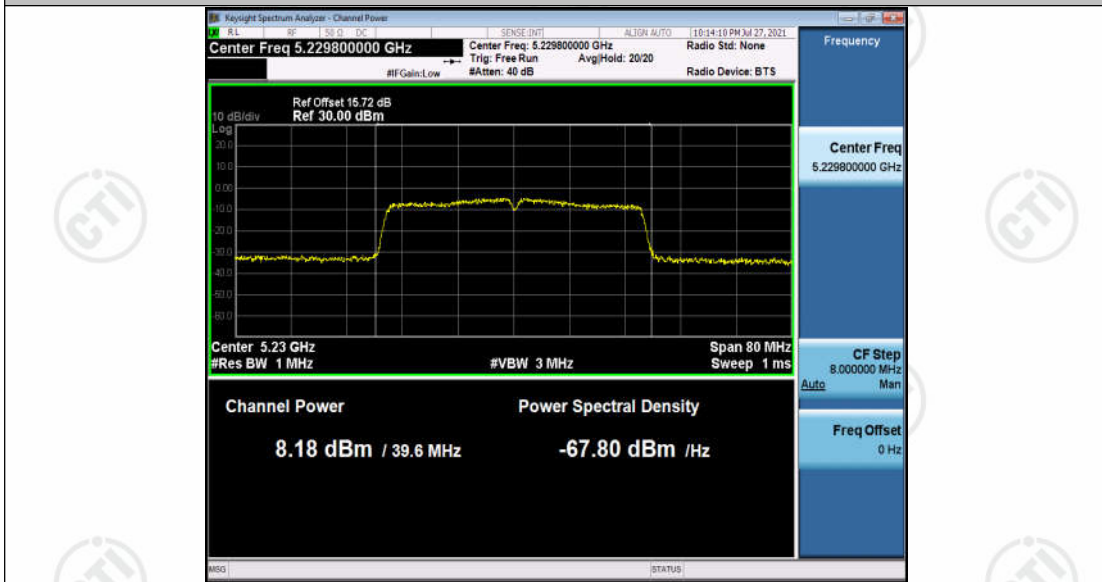 Keysight Spectrum Analyzer - Channel Power
RL RF 50 Ω DC SENSE:INT ALIGN AUTO 10:14:10 PM Jul 27, 2021
Center Freq 5.229800000 GHz
Center Freq: 5.229800000 GHz
Radio Std: None
Trig: Free Run Avg|Hold: 20/20
#IFGain:Low #Atten: 40 dB
Radio Device: BTS
Frequency
Ref Offset 15.72 dB
10 dB/div Ref 30.00 dBm
Log
20.0
10.0
0.00
-10.0
-20.0
-30.0
-40.0
-50.0
-60.0
Center 5.23 GHz Span 80 MHz
#Res BW 1 MHz #VBW 3 MHz Sweep 1 ms
Center Freq
5.229800000 GHz
CF Step
8.000000 MHz
Auto Man
Freq Offset
0 Hz
Channel Power Power Spectral Density
8.18 dBm / 39.6 MHz -67.80 dBm /Hz
MSG STATUS
CTI
CTI
CTI
CTI